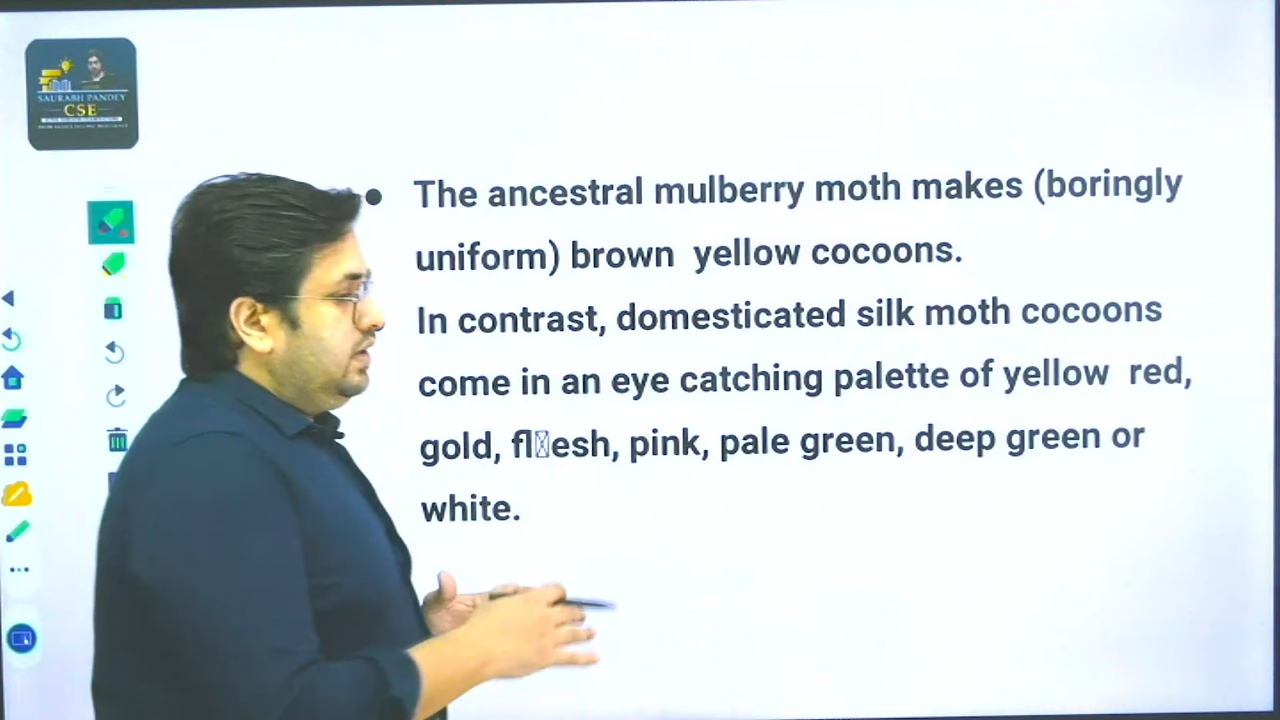 SAURABH PANDEY
CSE
• The ancestral mulberry moth makes (boringly
uniform) brown yellow cocoons.
In contrast, domesticated silk moth cocoons
come in an eye catching palette of yellow red,
gold, fl▯esh, pink, pale green, deep green or
white.